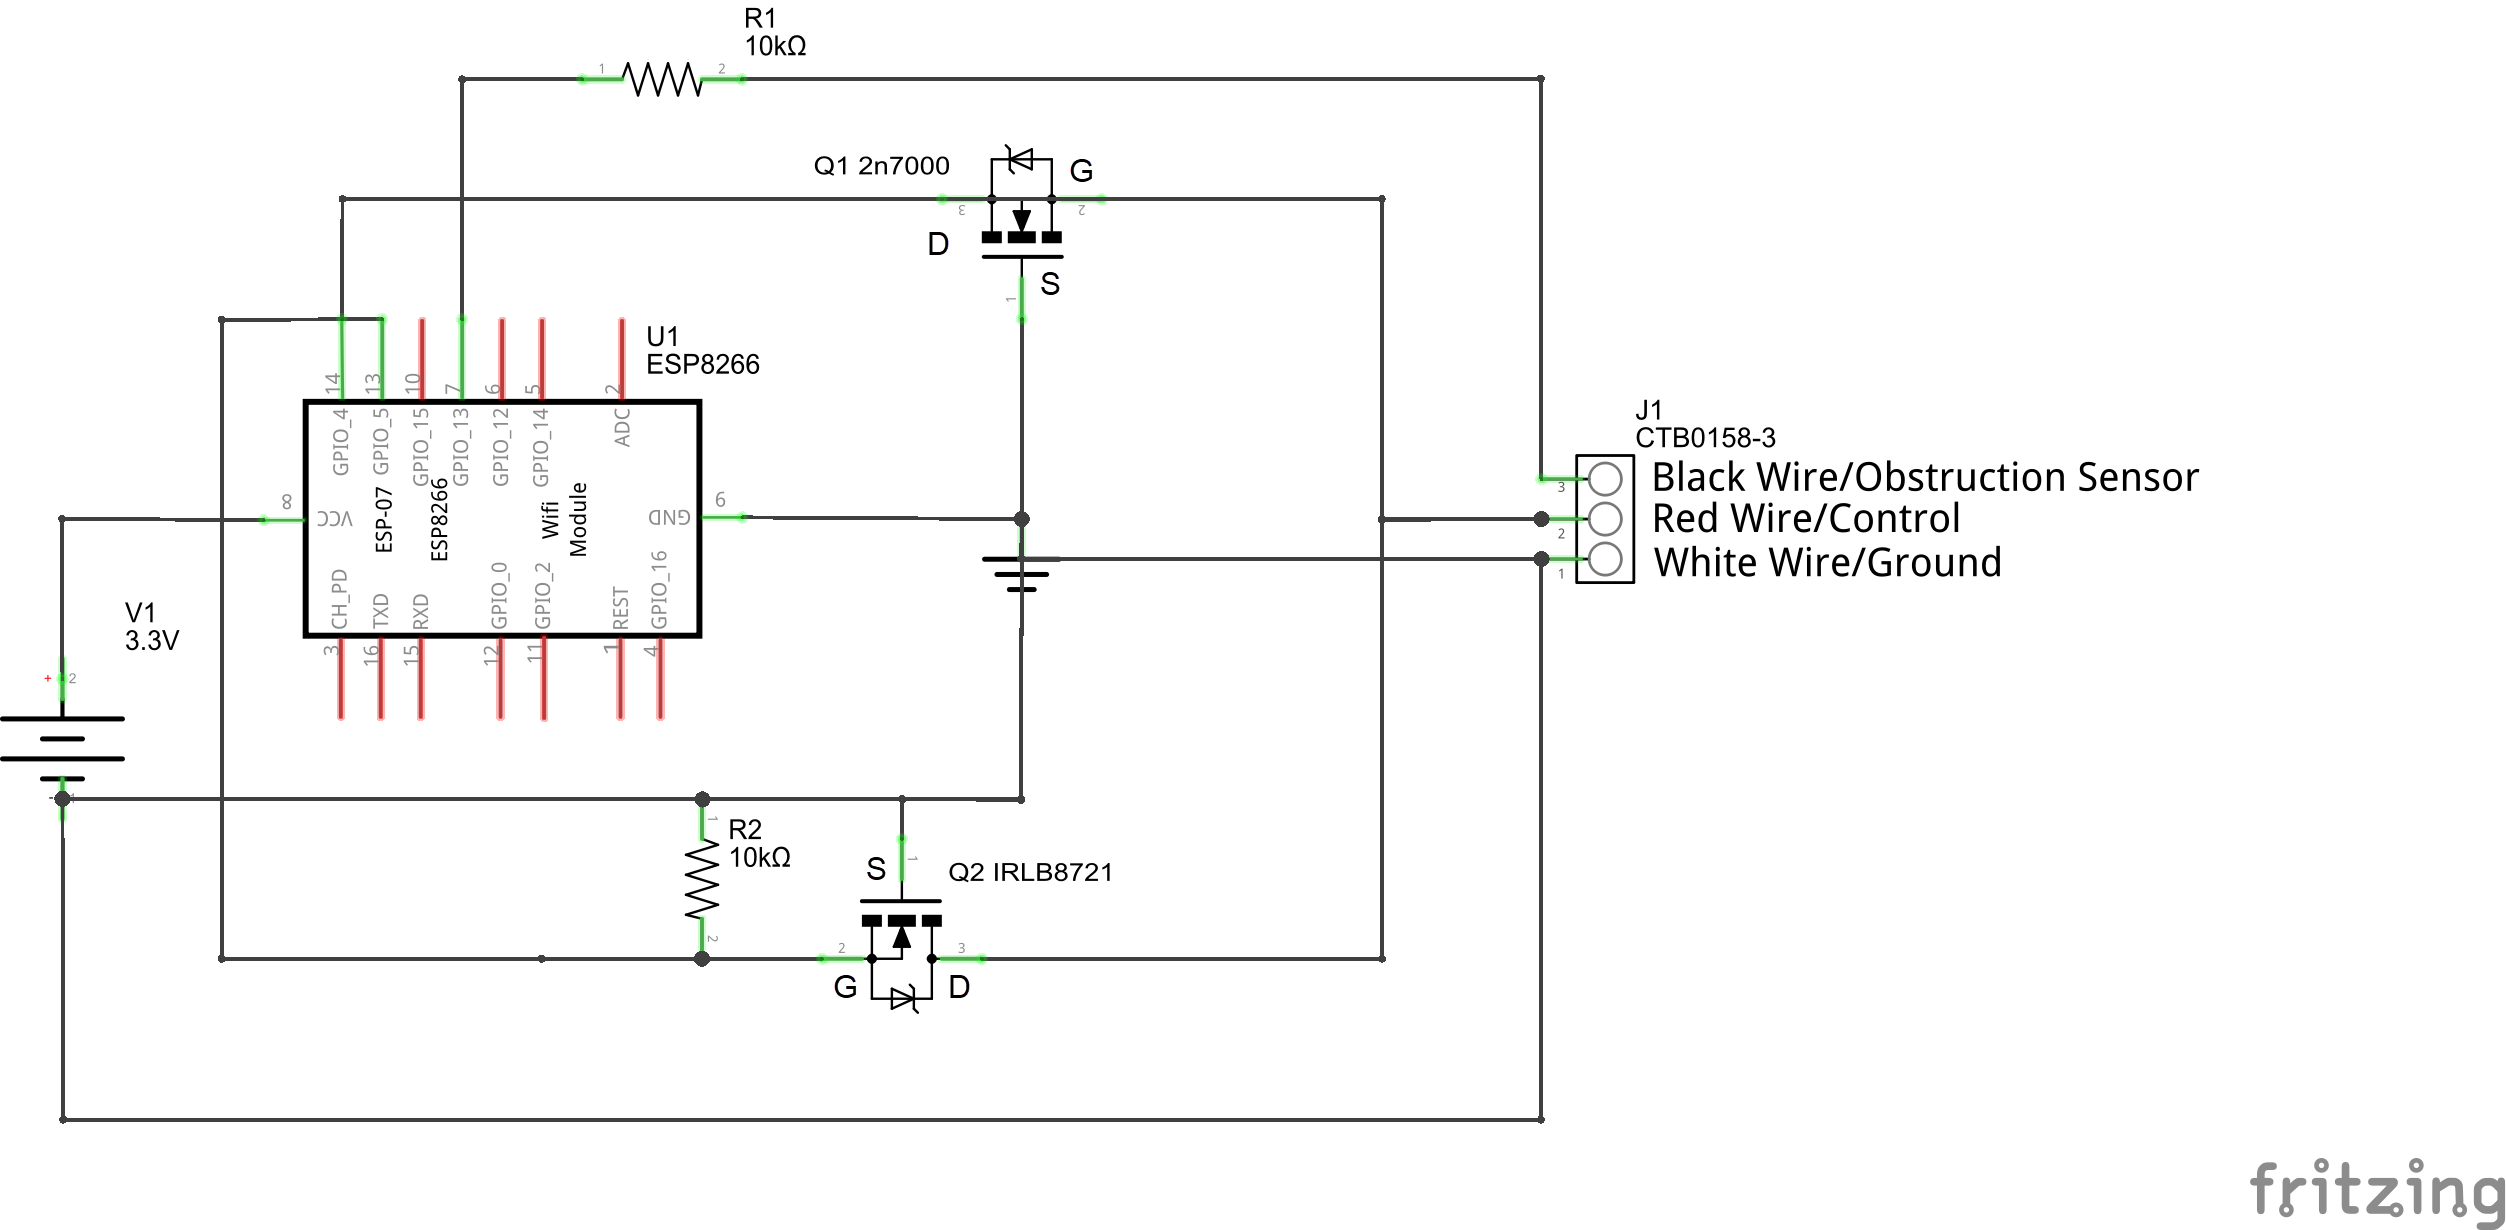 R1
10kΩ
1
2
Q1 2n7000
G
3
2
D
S
1
U1
ESP8266
14
13
10
7
6
5
2
GPIO_4
GPIO_5
GPIO_15
GPIO_13
GPIO_12
GPIO_14
ADC
ESP-07
ESP8266
Wifi
Module
8
VCC
GND
9
CH_PD
TXD
RXD
GPIO_0
GPIO_2
REST
GPIO_16
3
16
15
12
11
1
4
J1
CTB0158-3
3
Black Wire/Obstruction Sensor
2
Red Wire/Control
1
White Wire/Ground
V1
3.3V
+
2
-
1
1
R2
10kΩ
2
S
1
Q2 IRLB8721
2
3
G
D
fritzing